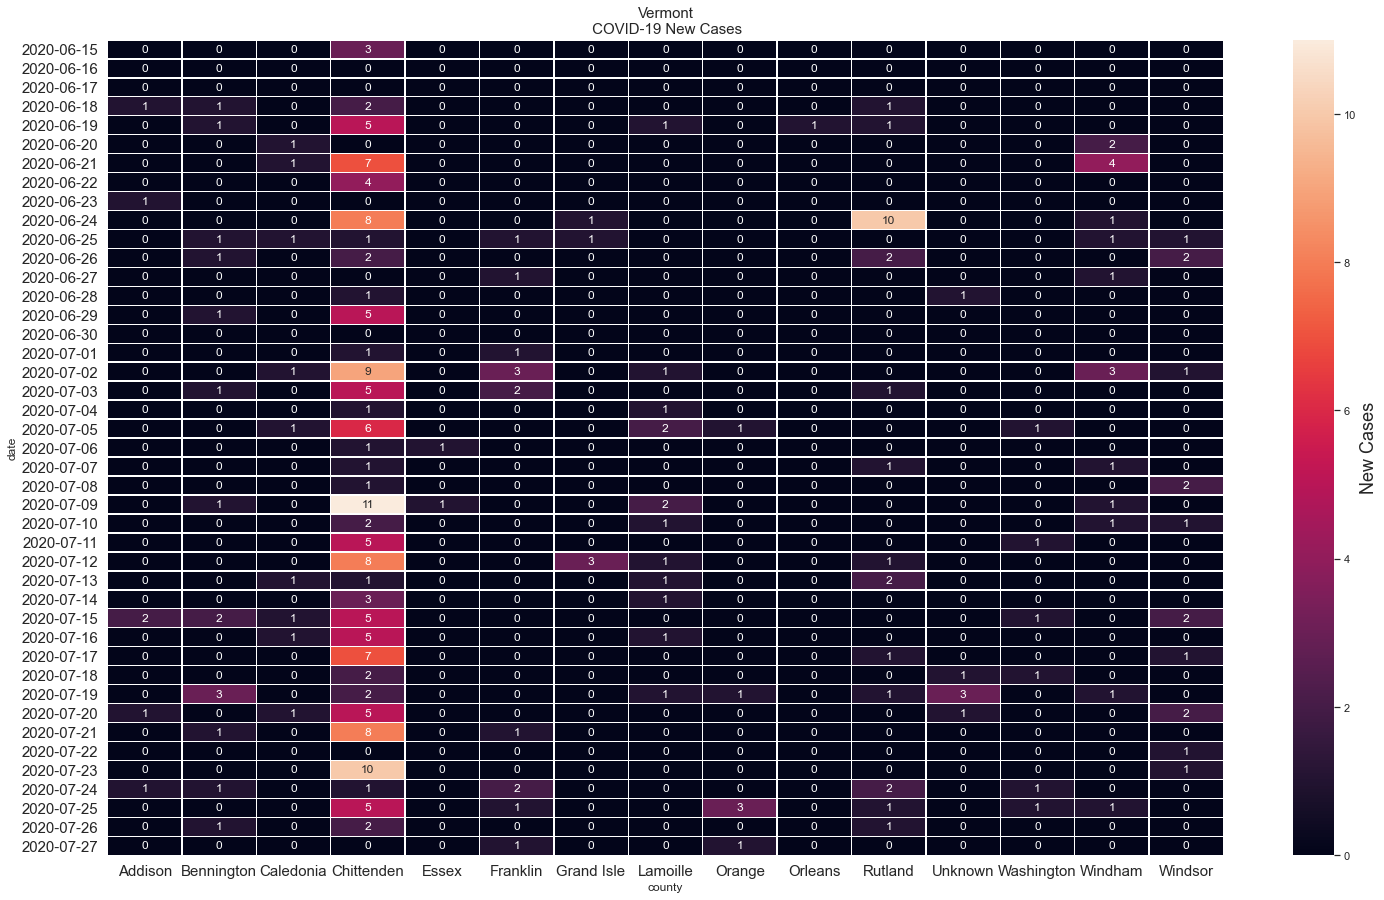 Vermont
COVID-19 New Cases
2020-06-15 0 0 0 3 0 0 0 0 0 0 0 0 0 0 0
2020-06-16 0 0 0 0 0 0 0 0 0 0 0 0 0 0 0
2020-06-17 0 0 0 0 0 0 0 0 0 0 0 0 0 0 0
2020-06-18 1 1 0 2 0 0 0 0 0 0 1 0 0 0 0
2020-06-19 0 1 0 5 0 0 0 1 0 1 1 0 0 0 0
2020-06-20 0 0 1 0 0 0 0 0 0 0 0 0 0 2 0
2020-06-21 0 0 1 7 0 0 0 0 0 0 0 0 0 4 0
2020-06-22 0 0 0 4 0 0 0 0 0 0 0 0 0 0 0
2020-06-23 1 0 0 0 0 0 0 0 0 0 0 0 0 0 0
2020-06-24 0 0 0 8 0 0 1 0 0 0 10 0 0 1 0
2020-06-25 0 1 1 1 0 1 1 0 0 0 0 0 0 1 1
2020-06-26 0 1 0 2 0 0 0 0 0 0 2 0 0 0 2
2020-06-27 0 0 0 0 0 1 0 0 0 0 0 0 0 1 0
2020-06-28 0 0 0 1 0 0 0 0 0 0 0 1 0 0 0
2020-06-29 0 1 0 5 0 0 0 0 0 0 0 0 0 0 0
2020-06-30 0 0 0 0 0 0 0 0 0 0 0 0 0 0 0
2020-07-01 0 0 0 1 0 1 0 0 0 0 0 0 0 0 0
2020-07-02 0 0 1 9 0 3 0 1 0 0 0 0 0 3 1
2020-07-03 0 1 0 5 0 2 0 0 0 0 1 0 0 0 0
2020-07-04 0 0 0 1 0 0 0 1 0 0 0 0 0 0 0
2020-07-05 0 0 1 6 0 0 0 2 1 0 0 0 1 0 0
2020-07-06 0 0 0 1 1 0 0 0 0 0 0 0 0 0 0
2020-07-07 0 0 0 1 0 0 0 0 0 0 1 0 0 1 0
2020-07-08 0 0 0 1 0 0 0 0 0 0 0 0 0 0 2
2020-07-09 0 1 0 11 1 0 0 2 0 0 0 0 0 1 0
2020-07-10 0 0 0 2 0 0 0 1 0 0 0 0 0 1 1
2020-07-11 0 0 0 5 0 0 0 0 0 0 0 0 1 0 0
2020-07-12 0 0 0 8 0 0 3 1 0 0 1 0 0 0 0
2020-07-13 0 0 1 1 0 0 0 1 0 0 2 0 0 0 0
2020-07-14 0 0 0 3 0 0 0 1 0 0 0 0 0 0 0
2020-07-15 2 2 1 5 0 0 0 0 0 0 0 0 1 0 2
2020-07-16 0 0 1 5 0 0 0 1 0 0 0 0 0 0 0
2020-07-17 0 0 0 7 0 0 0 0 0 0 1 0 0 0 1
2020-07-18 0 0 0 2 0 0 0 0 0 0 0 1 1 0 0
2020-07-19 0 3 0 2 0 0 0 1 1 0 1 3 0 1 0
2020-07-20 1 0 1 5 0 0 0 0 0 0 0 1 0 0 2
2020-07-21 0 1 0 8 0 1 0 0 0 0 0 0 0 0 0
2020-07-22 0 0 0 0 0 0 0 0 0 0 0 0 0 0 1
2020-07-23 0 0 0 10 0 0 0 0 0 0 0 0 0 0 1
2020-07-24 1 1 0 1 0 2 0 0 0 0 2 0 1 0 0
2020-07-25 0 0 0 5 0 1 0 0 3 0 1 0 1 1 0
2020-07-26 0 1 0 2 0 0 0 0 0 0 1 0 0 0 0
2020-07-27 0 0 0 0 0 1 0 0 1 0 0 0 0 0 0
Addison Bennington Caledonia Chittenden Essex Franklin Grand Isle Lamoille Orange Orleans Rutland Unknown Washington Windham Windsor
county
date
10
8
6
4
2
0
New Cases